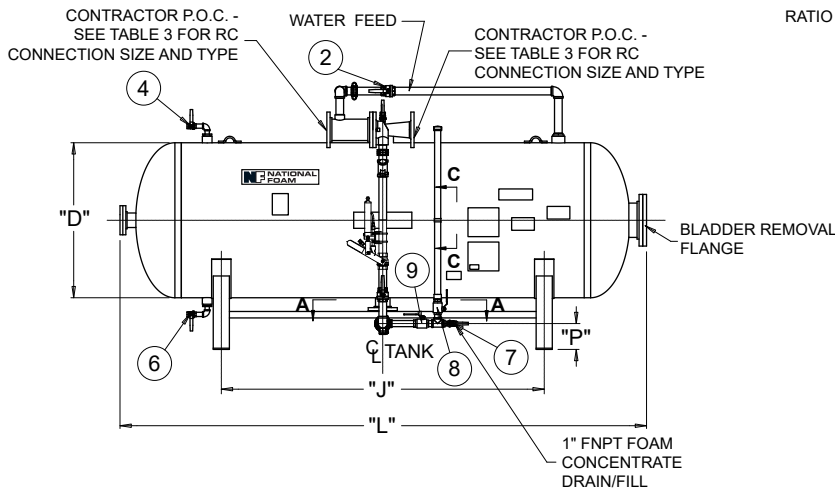 CONTRACTOR P.O.C. -
SEE TABLE 3 FOR RC
CONNECTION SIZE AND TYPE
WATER FEED
RATIO
2
CONTRACTOR P.O.C. -
SEE TABLE 3 FOR RC
CONNECTION SIZE AND TYPE
4
NF NATIONAL
FOAM
C
"D"
C
BLADDER REMOVAL
FLANGE
9
A
A
6
℄ TANK
8
7
"P"
"J"
"L"
1" FNPT FOAM
CONCENTRATE
DRAIN/FILL